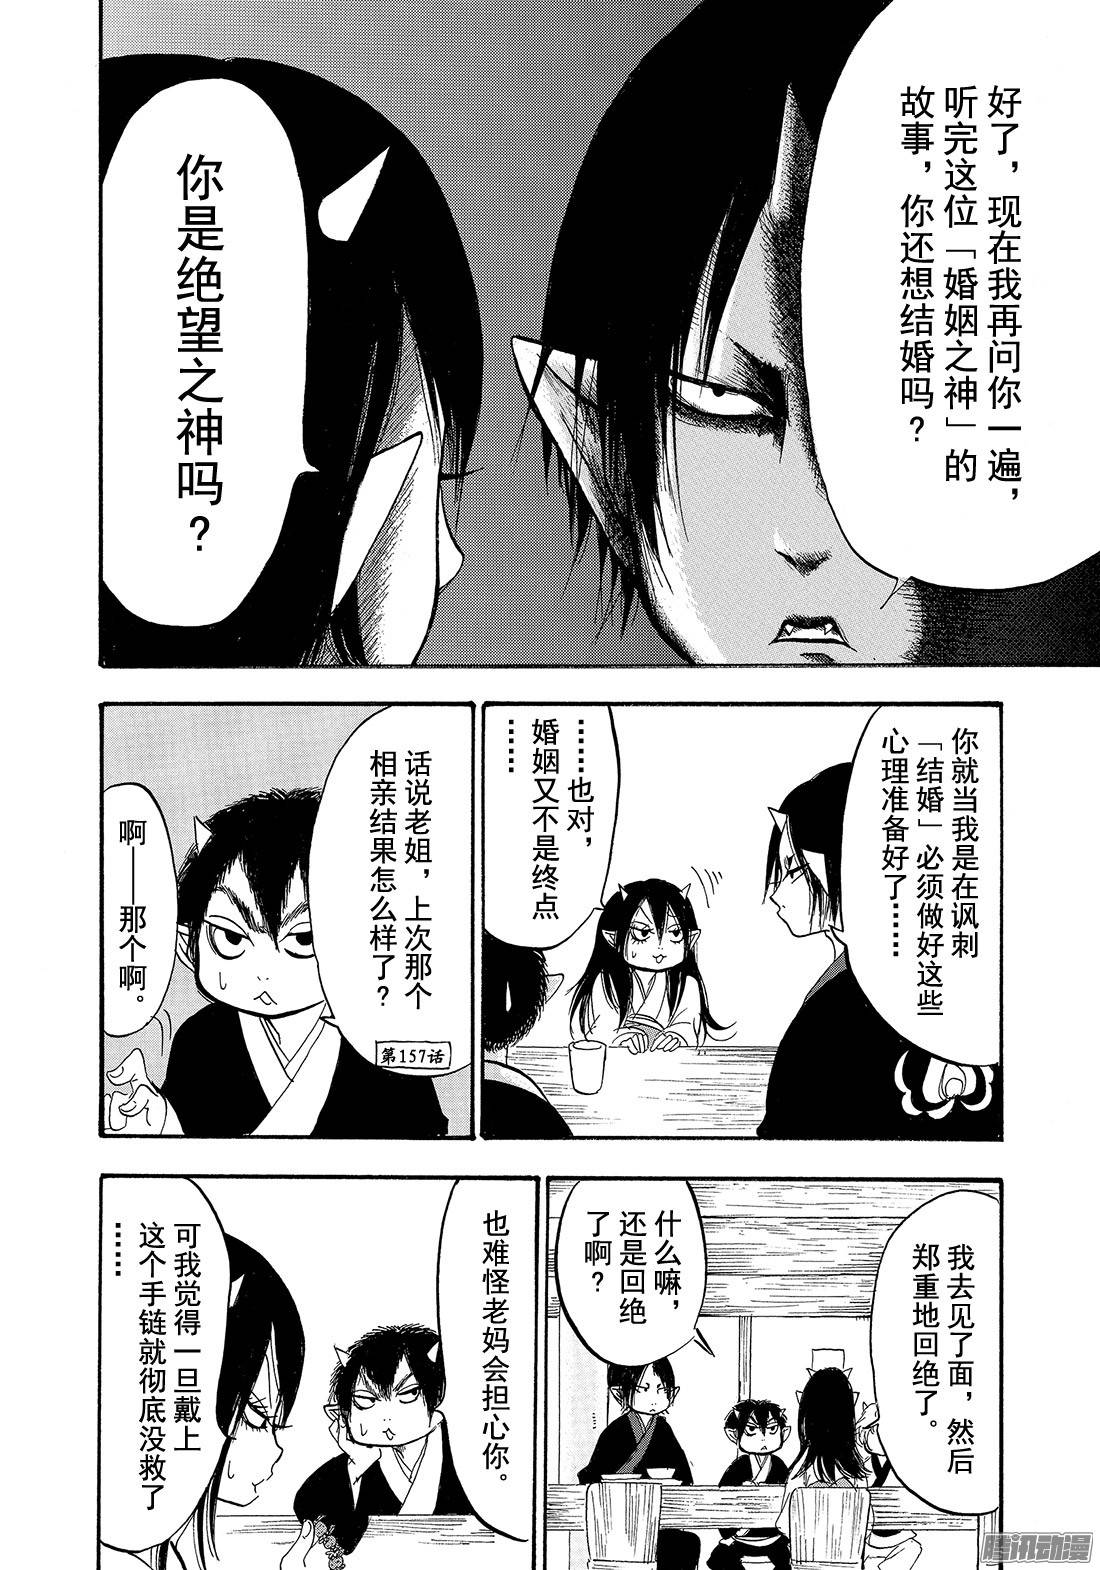 好了，现在我再问你一遍，
听完这位「婚姻之神」的
故事，你还想结婚吗？
你是绝望之神吗？
你就当我是在讽刺
「结婚」必须做好这些
心理准备好了……
……也对，
婚姻又不是终点
……
话说老姐，上次那个
相亲结果怎么样了？
第157话
啊——那个啊。
我去见了面，然后
郑重地回绝了。
什么嘛，
还是回绝
了啊？
也难怪老妈会担心你。
可我觉得一旦戴上
这个手链就彻底没救了
……
腾讯动漫